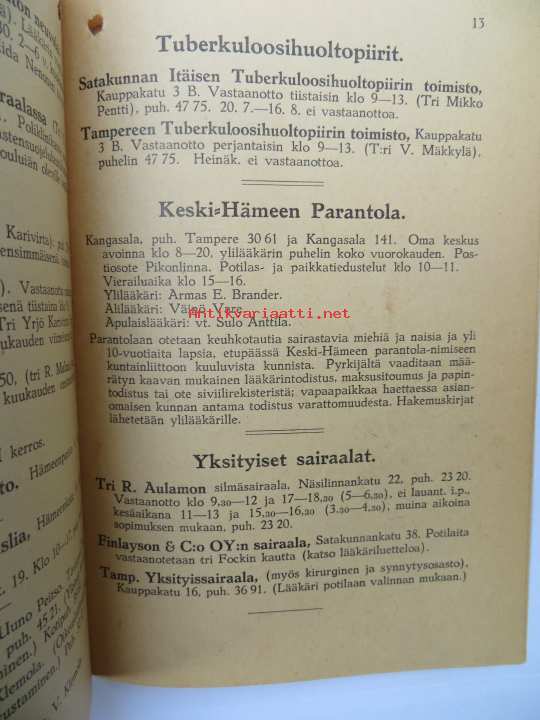 13
Tuberkuloosihuoltopiirit.
Satakunnan Itäisen Tuberkuloosihuoltopiirin toimisto,
Kauppakatu 3 B. Vastaanotto tiistaisin klo 9—13. (Tri Mikko
Pentti), puh. 47 75. 20. 7.—16. 8. ei vastaanottoa.
Tampereen Tuberkuloosihuoltopiirin toimisto, Kauppakatu
3 B. Vastaanotto perjantaisin klo 9—13. (T:ri V. Mäkkylä),
puhelin 47 75. Heinäk. ei vastaanottoa.
Keski-Hämeen Parantola.
Kangasala, puh. Tampere 30 61 ja Kangasala 141. Oma keskus
avoinna klo 8—20, ylilääkärin puhelin koko vuorokauden. Pos-
tiosote Pikonlinna. Potilas- ja paikkatiedustelut klo 10—11.
Vierailuaika klo 15—16.
Ylilääkäri: Armas E. Brander.
Alilääkäri: Väinö Vare.
Apulaislääkäri: vt. Sulo Anttila.
Antikvariaatti.net
Parantolaan otetaan keuhkotautia sairastavia miehiä ja naisia ja yli
10-vuotiaita lapsia, etupäässä Keski-Hämeen parantola-nimiseen
kuntainliittoon kuuluvista kunnista. Pyrkijältä vaaditaan mää-
rätyn kaavan mukainen lääkärintodistus, maksusitoumus ja papin-
todistus tai ote siviilirekisteristä; vapaapaikkaa haettaessa asian-
omaisen kunnan antama todistus varattomuudesta. Hakemuskirjat
lähetetään ylilääkärille.
Yksityiset sairaalat.
Tri R. Aulamon silmäsairaala, Näsilinnankatu 22, puh. 23 20.
Vastaanotto klo 9,30—12 ja 17—18,30 (5—6,30), ei lauant. i.p.,
kesäaikana 11—13 ja 15,30—16,30 (3,30—4,30), muina aikoina
sopimuksen mukaan, puh. 23 20.
Finlayson & C:o OY:n sairaala, Satakunnankatu 38. Potilaita
vastaanotetaan tri Fockin kautta (katso lääkäriluetteloa).
Tamp. Yksityissairaala, (myös kirurginen ja synnytysosasto),
Kauppakatu 16, puh. 36 91. (Lääkäri potilaan valinnan mukaan.)